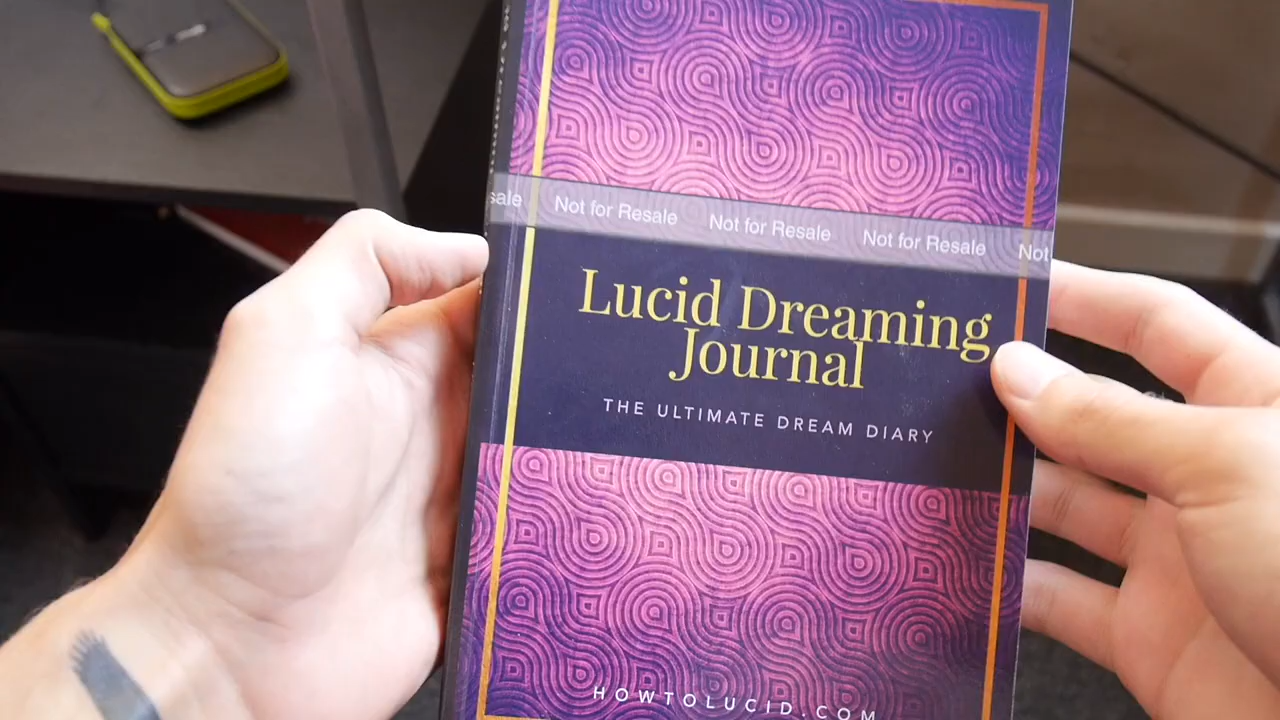 sale Not for Resale Not for Resale Not for Resale Not
Lucid Dreaming
Journal
THE ULTIMATE DREAM DIARY
HOWTOLUCID.COM